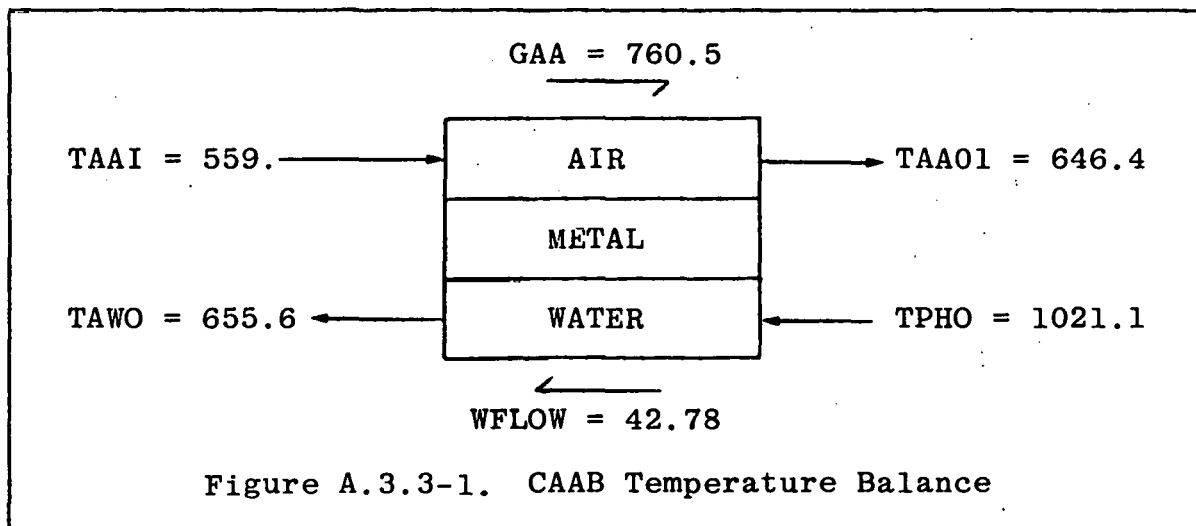 GAA = 760.5
TAAI = 559.
AIR
TAAO1 = 646.4
METAL
TAWO = 655.6
WATER
TPHO = 1021.1
WFLOW = 42.78
Figure A.3.3-1. CAAB Temperature Balance